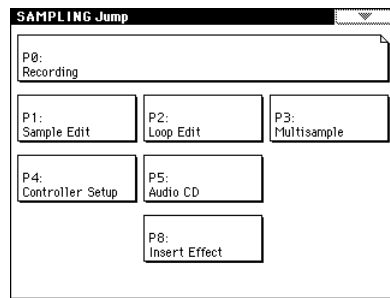 SAMPLING Jump
P0:
Recording
P1:
Sample Edit
P2:
Loop Edit
P3:
Multisample
P4:
Controller Setup
P5:
Audio CD
P8:
Insert Effect